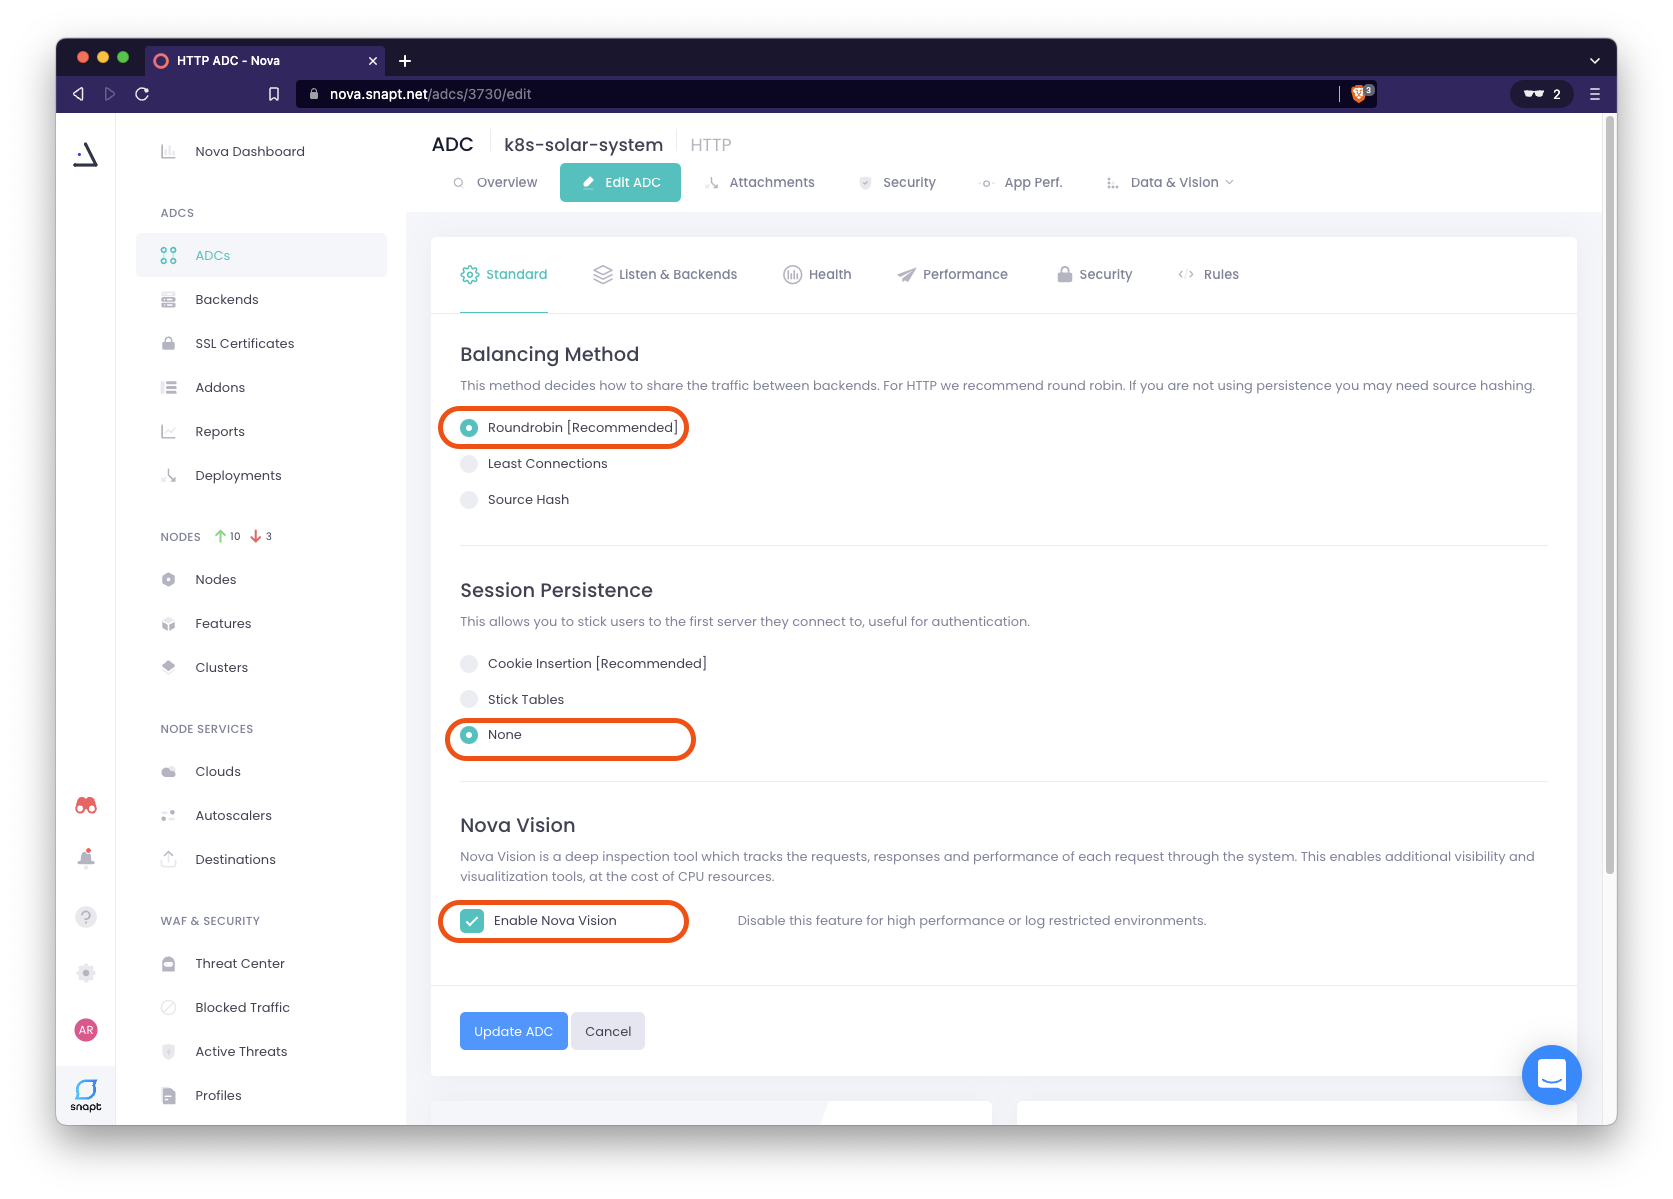 HTTP ADC - Nova
nova.snapt.net/adcs/3730/edit
3
2
Nova Dashboard
ADCS
ADCs
Backends
SSL Certificates
Addons
Reports
Deployments
NODES 10 3
Nodes
Features
Clusters
NODE SERVICES
Clouds
Autoscalers
Destinations
WAF & SECURITY
Threat Center
Blocked Traffic
Active Threats
Profiles
AR
snapt
ADC k8s-solar-system HTTP
Overview Edit ADC Attachments Security App Perf. Data & Vision
Standard Listen & Backends Health Performance Security Rules
Balancing Method
This method decides how to share the traffic between backends. For HTTP we recommend round robin. If you are not using persistence you may need source hashing.
Roundrobin [Recommended]
Least Connections
Source Hash
Session Persistence
This allows you to stick users to the first server they connect to, useful for authentication.
Cookie Insertion [Recommended]
Stick Tables
None
Nova Vision
Nova Vision is a deep inspection tool which tracks the requests, responses and performance of each request through the system. This enables additional visibility and
visualitization tools, at the cost of CPU resources.
Enable Nova Vision Disable this feature for high performance or log restricted environments.
Update ADC Cancel